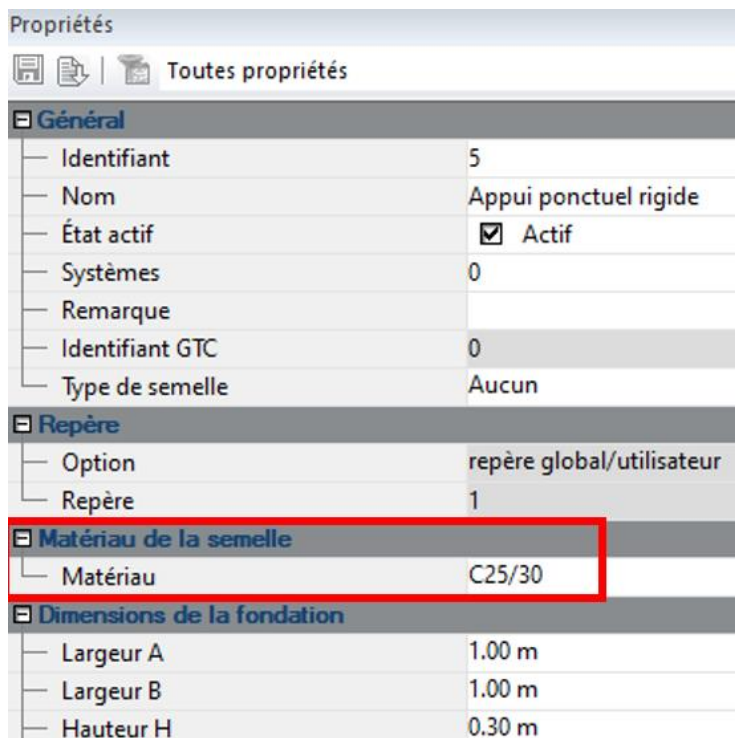 Propriétés
Toutes propriétés
Général
Identifiant 5
Nom Appui ponctuel rigide
État actif Actif
Systèmes 0
Remarque
Identifiant GTC 0
Type de semelle Aucun
Repère
Option repère global/utilisateur
Repère 1
Matériau de la semelle
Matériau C25/30
Dimensions de la fondation
Largeur A 1.00 m
Largeur B 1.00 m
Hauteur H 0.30 m